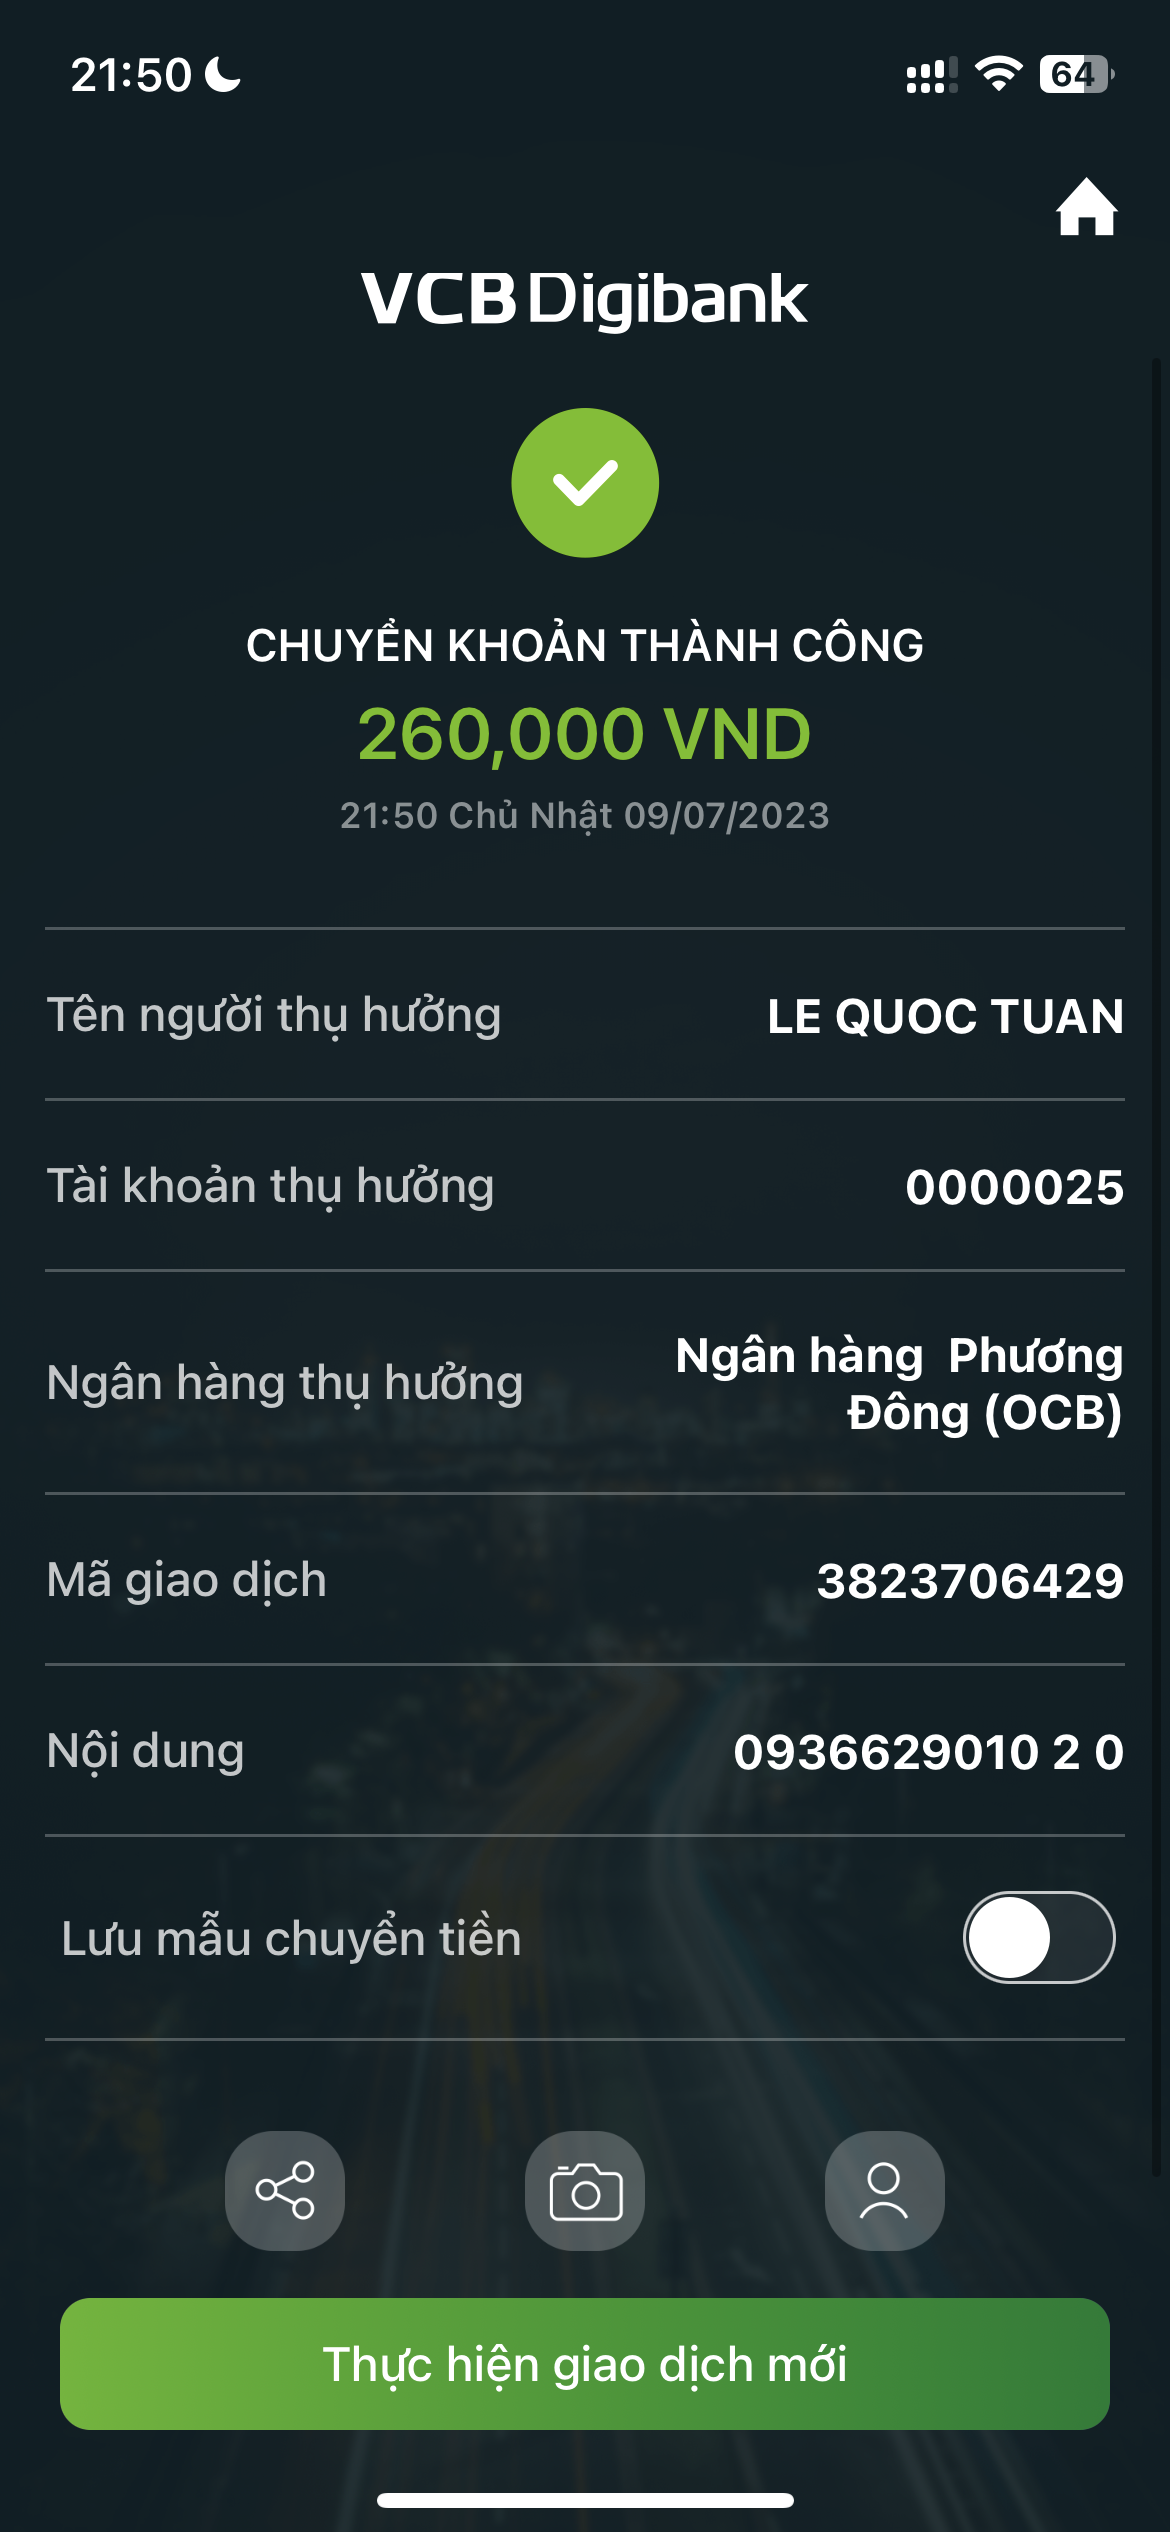 21:50
64
VCB Digibank
CHUYỂN KHOẢN THÀNH CÔNG
260,000 VND
21:50 Chủ Nhật 09/07/2023
Tên người thụ hưởng LE QUOC TUAN
Tài khoản thụ hưởng 0000025
Ngân hàng thụ hưởng Ngân hàng Phương
Đông (OCB)
Mã giao dịch 3823706429
Nội dung 0936629010 2 0
Lưu mẫu chuyển tiền
Thực hiện giao dịch mới